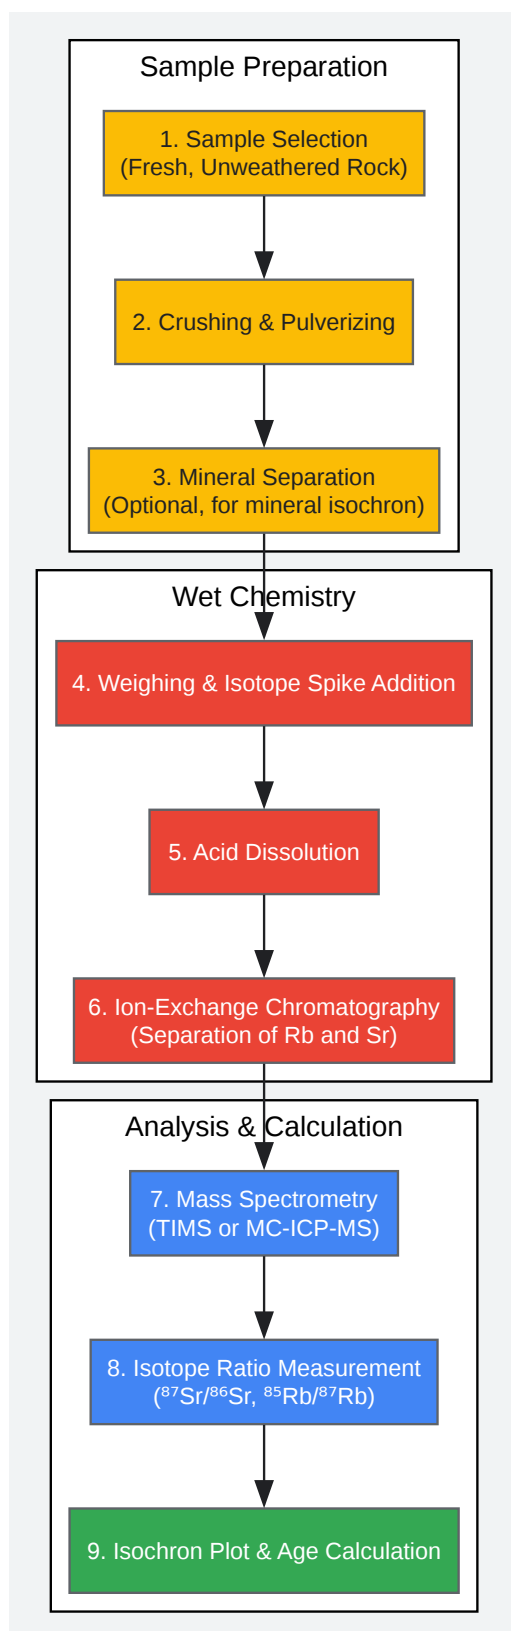 Sample Preparation
1. Sample Selection
(Fresh, Unweathered Rock)
2. Crushing & Pulverizing
3. Mineral Separation
(Optional, for mineral isochron)
Wet Chemistry
4. Weighing & Isotope Spike Addition
5. Acid Dissolution
6. Ion-Exchange Chromatography
(Separation of Rb and Sr)
Analysis & Calculation
7. Mass Spectrometry
(TIMS or MC-ICP-MS)
8. Isotope Ratio Measurement
(⁸⁷Sr/⁸⁶Sr, ⁸⁵Rb/⁸⁷Rb)
9. Isochron Plot & Age Calculation